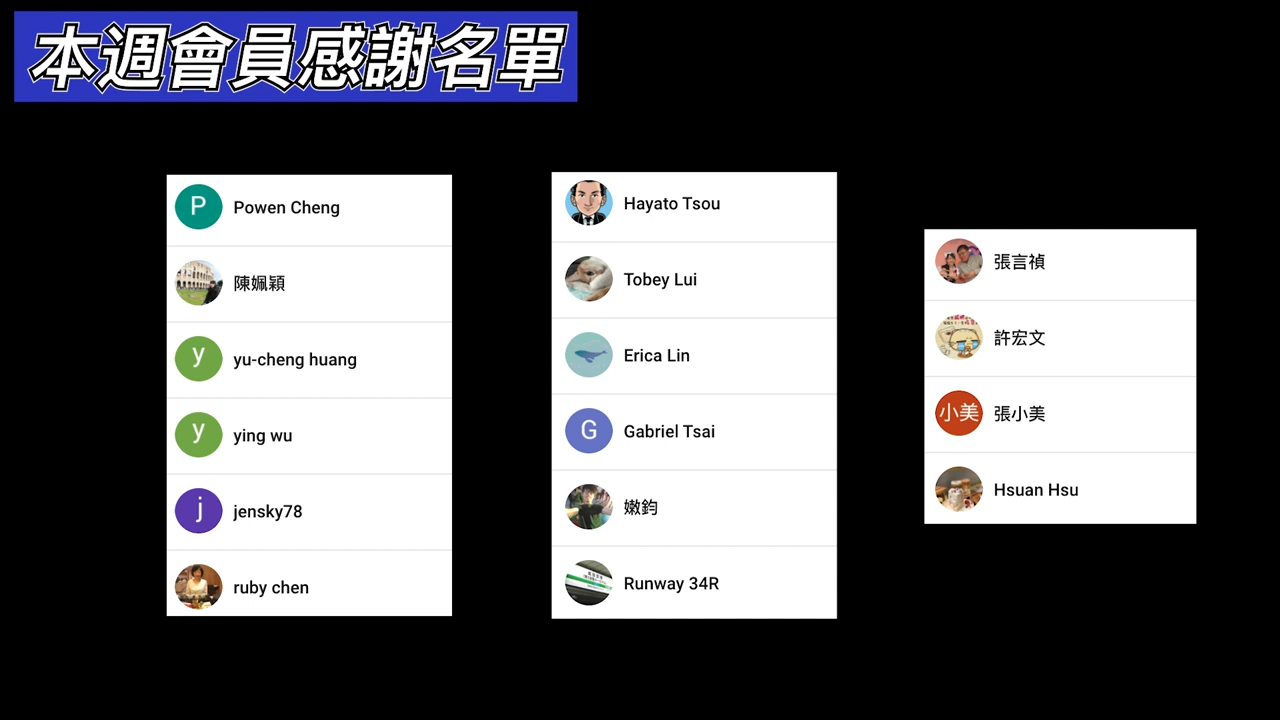 本週會員感謝名單
P Powen Cheng
陳姵穎
y yu-cheng huang
y ying wu
j jensky78
ruby chen
Hayato Tsou
Tobey Lui
Erica Lin
G Gabriel Tsai
嫩鈞
Runway 34R
張言禎
許宏文
小美 張小美
Hsuan Hsu